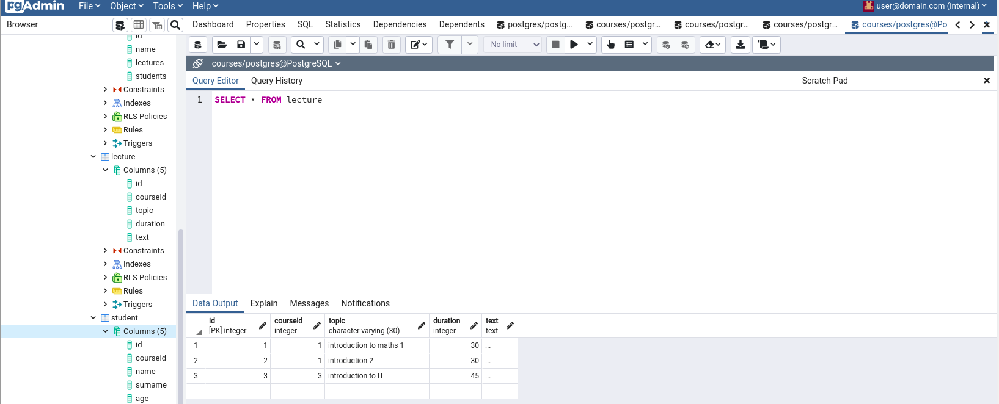 pgAdmin File Object Tools Help user@domain.com (internal)
Browser
Dashboard Properties SQL Statistics Dependencies Dependents postgres/postg... courses/postgr... courses/postgr... courses/postgr... courses/postgres@Po
id
name
lectures
students
Constraints
Indexes
RLS Policies
Rules
Triggers
lecture
Columns (5)
id
courseid
topic
duration
text
Constraints
Indexes
RLS Policies
Rules
Triggers
student
Columns (5)
id
courseid
name
surname
age
No limit
courses/postgres@PostgreSQL
Query Editor Query History
Scratch Pad
1 SELECT * FROM lecture
Data Output Explain Messages Notifications
id courseid topic duration text
[PK] integer integer character varying (30) integer text
1 1 1 introduction to maths 1 30 ...
2 2 1 introduction 2 30 ...
3 3 3 introduction to IT 45 ...